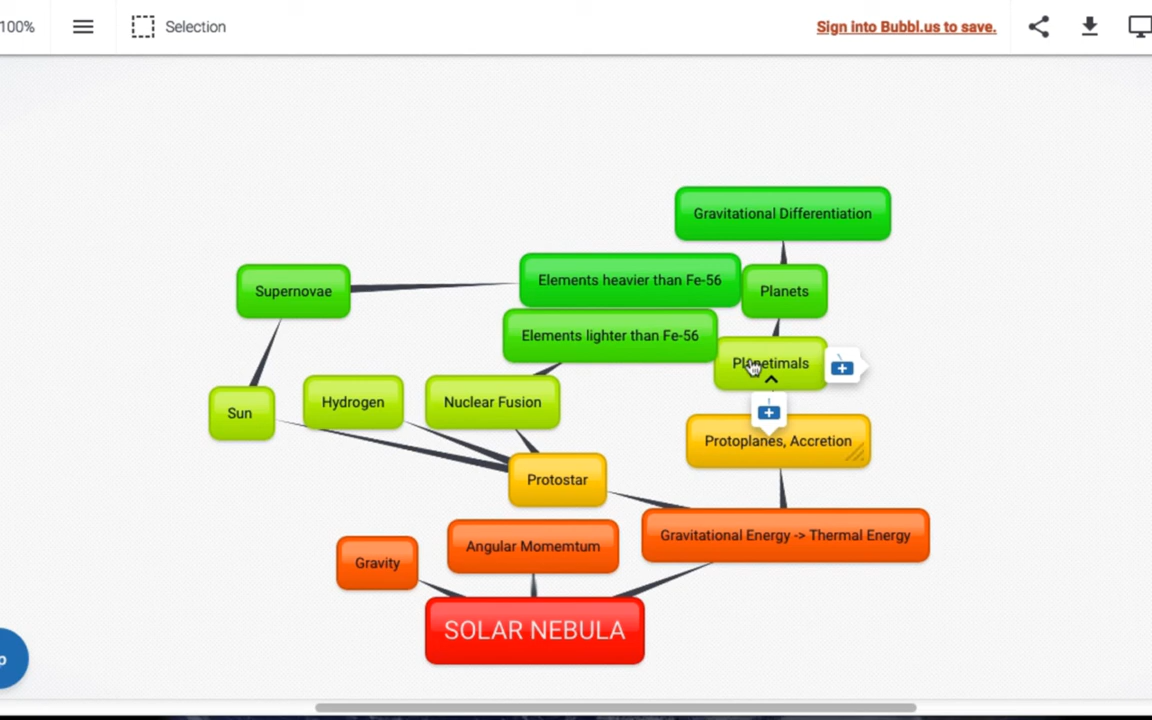 100%
Selection
Sign into Bubbl.us to save.
Gravitational Differentiation
Supernovae
Elements heavier than Fe-56
Planets
Elements lighter than Fe-56
Sun
Hydrogen
Nuclear Fusion
Protoplanes, Accretion
Protostar
Gravity
Angular Momemtum
Gravitational Energy -> Thermal Energy
SOLAR NEBULA
p